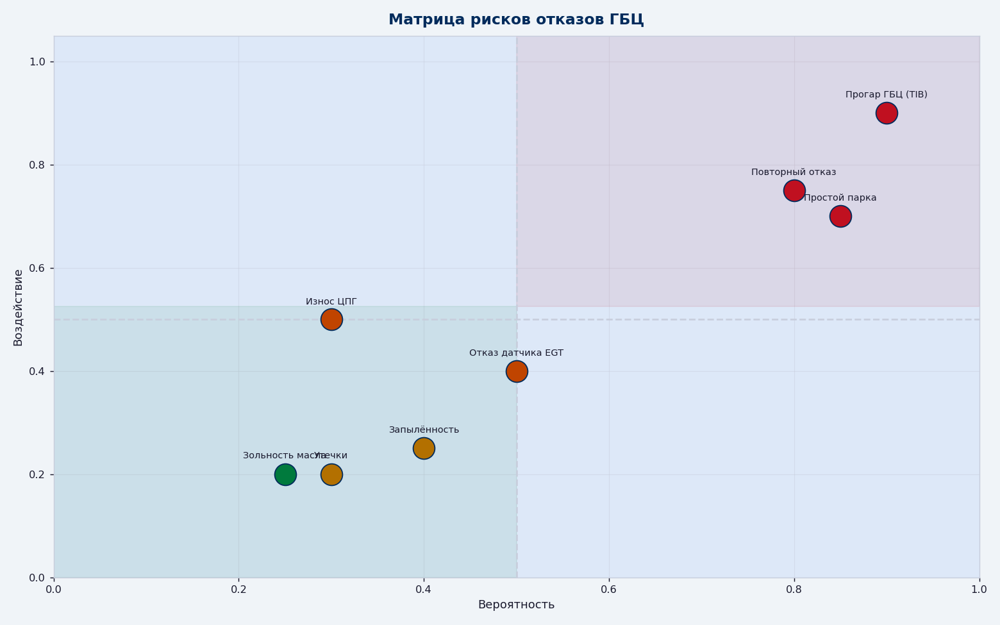 Матрица рисков отказов ГБЦ
1.0
Прогар ГБЦ (TIB)
0.8
Повторный отказ
Простой парка
0.6
Износ ЦПГ
Воздействие
Отказ датчика EGT
0.4
Запылённость
Зольность масла
Утечки
0.2
0.0
0.0 0.2 0.4 0.6 0.8 1.0
Вероятность